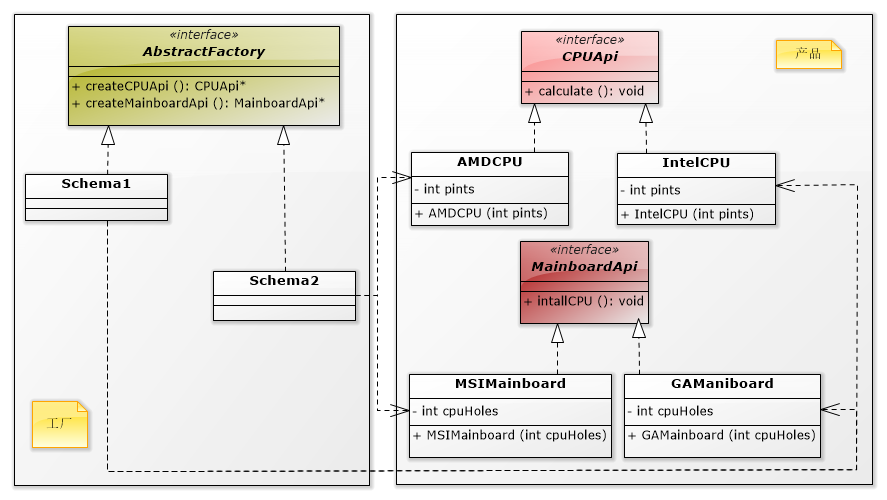 «interface»
AbstractFactory
+ createCPUApi (): CPUApi*
+ createMainboardApi (): MainboardApi*
Schema1
Schema2
工厂
«interface»
CPUApi
+ calculate (): void
产品
AMDCPU
- int pints
+ AMDCPU (int pints)
IntelCPU
- int pints
+ IntelCPU (int pints)
«interface»
MainboardApi
+ intallCPU (): void
MSIMainboard
- int cpuHoles
+ MSIMainboard (int cpuHoles)
GAManiboard
- int cpuHoles
+ GAMainboard (int cpuHoles)